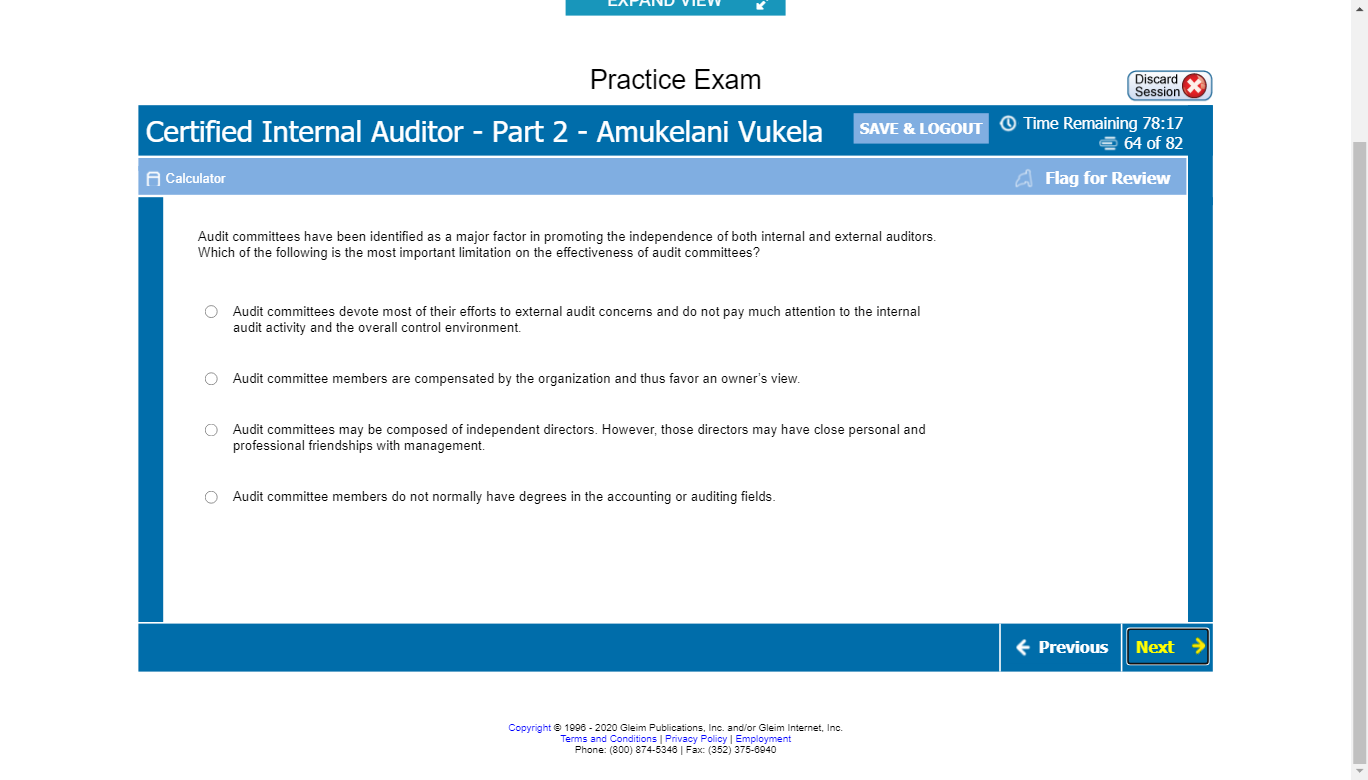 EXPAND VIEW
Practice Exam
Discard
Session
Certified Internal Auditor - Part 2 - Amukelani Vukela
SAVE & LOGOUT
Time Remaining 78:17
64 of 82
Calculator
Flag for Review
Audit committees have been identified as a major factor in promoting the independence of both internal and external auditors.
Which of the following is the most important limitation on the effectiveness of audit committees?
Audit committees devote most of their efforts to external audit concerns and do not pay much attention to the internal
audit activity and the overall control environment.
Audit committee members are compensated by the organization and thus favor an owner's view.
Audit committees may be composed of independent directors. However, those directors may have close personal and
professional friendships with management.
Audit committee members do not normally have degrees in the accounting or auditing fields.
Previous
Next
Copyright © 1996 - 2020 Gleim Publications, Inc. and/or Gleim Internet, Inc.
Terms and Conditions | Privacy Policy | Employment
Phone: (800) 874-5346 | Fax: (352) 375-6940